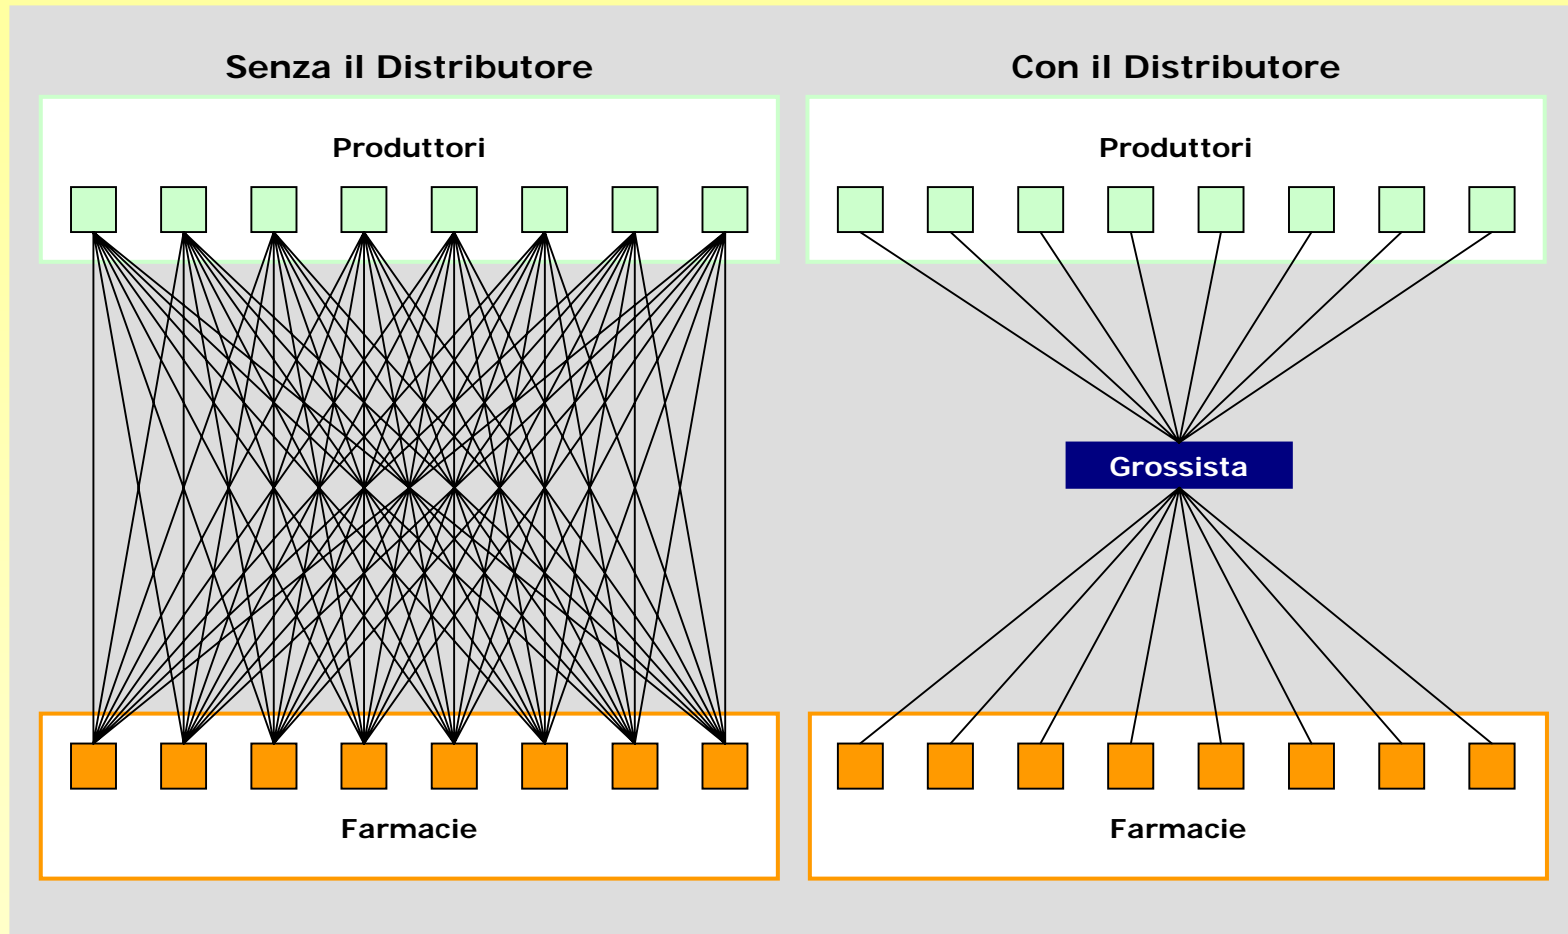 Senza il Distributore
Con il Distributore
Produttori
Produttori
Grossista
Farmacie
Farmacie